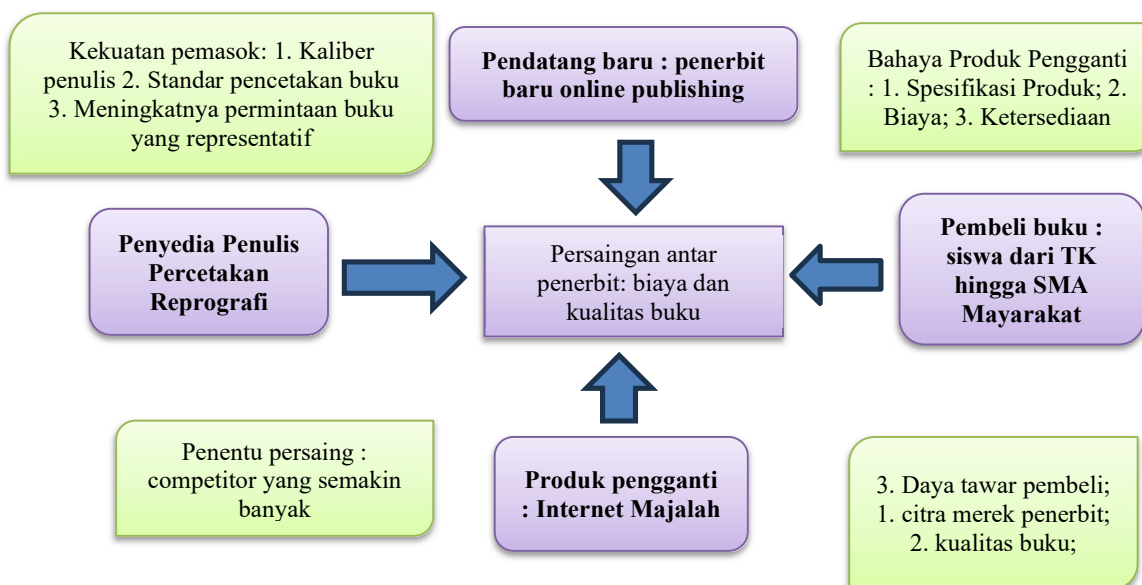 Kekuatan pemasok: 1. Kaliber
penulis 2. Standar pencetakan buku
3. Meningkatnya permintaan buku
yang representatif
Pendatang baru : penerbit
baru online publishing
Bahaya Produk Pengganti
: 1. Spesifikasi Produk; 2.
Biaya; 3. Ketersediaan
Penyedia Penulis
Percetakan
Reprografi
Persaingan antar
penerbit: biaya dan
kualitas buku
Pembeli buku :
siswa dari TK
hingga SMA
Mayarakat
Penentu persaing :
competitor yang semakin
banyak
Produk pengganti
: Internet Majalah
3. Daya tawar pembeli;
1. citra merek penerbit;
2. kualitas buku;